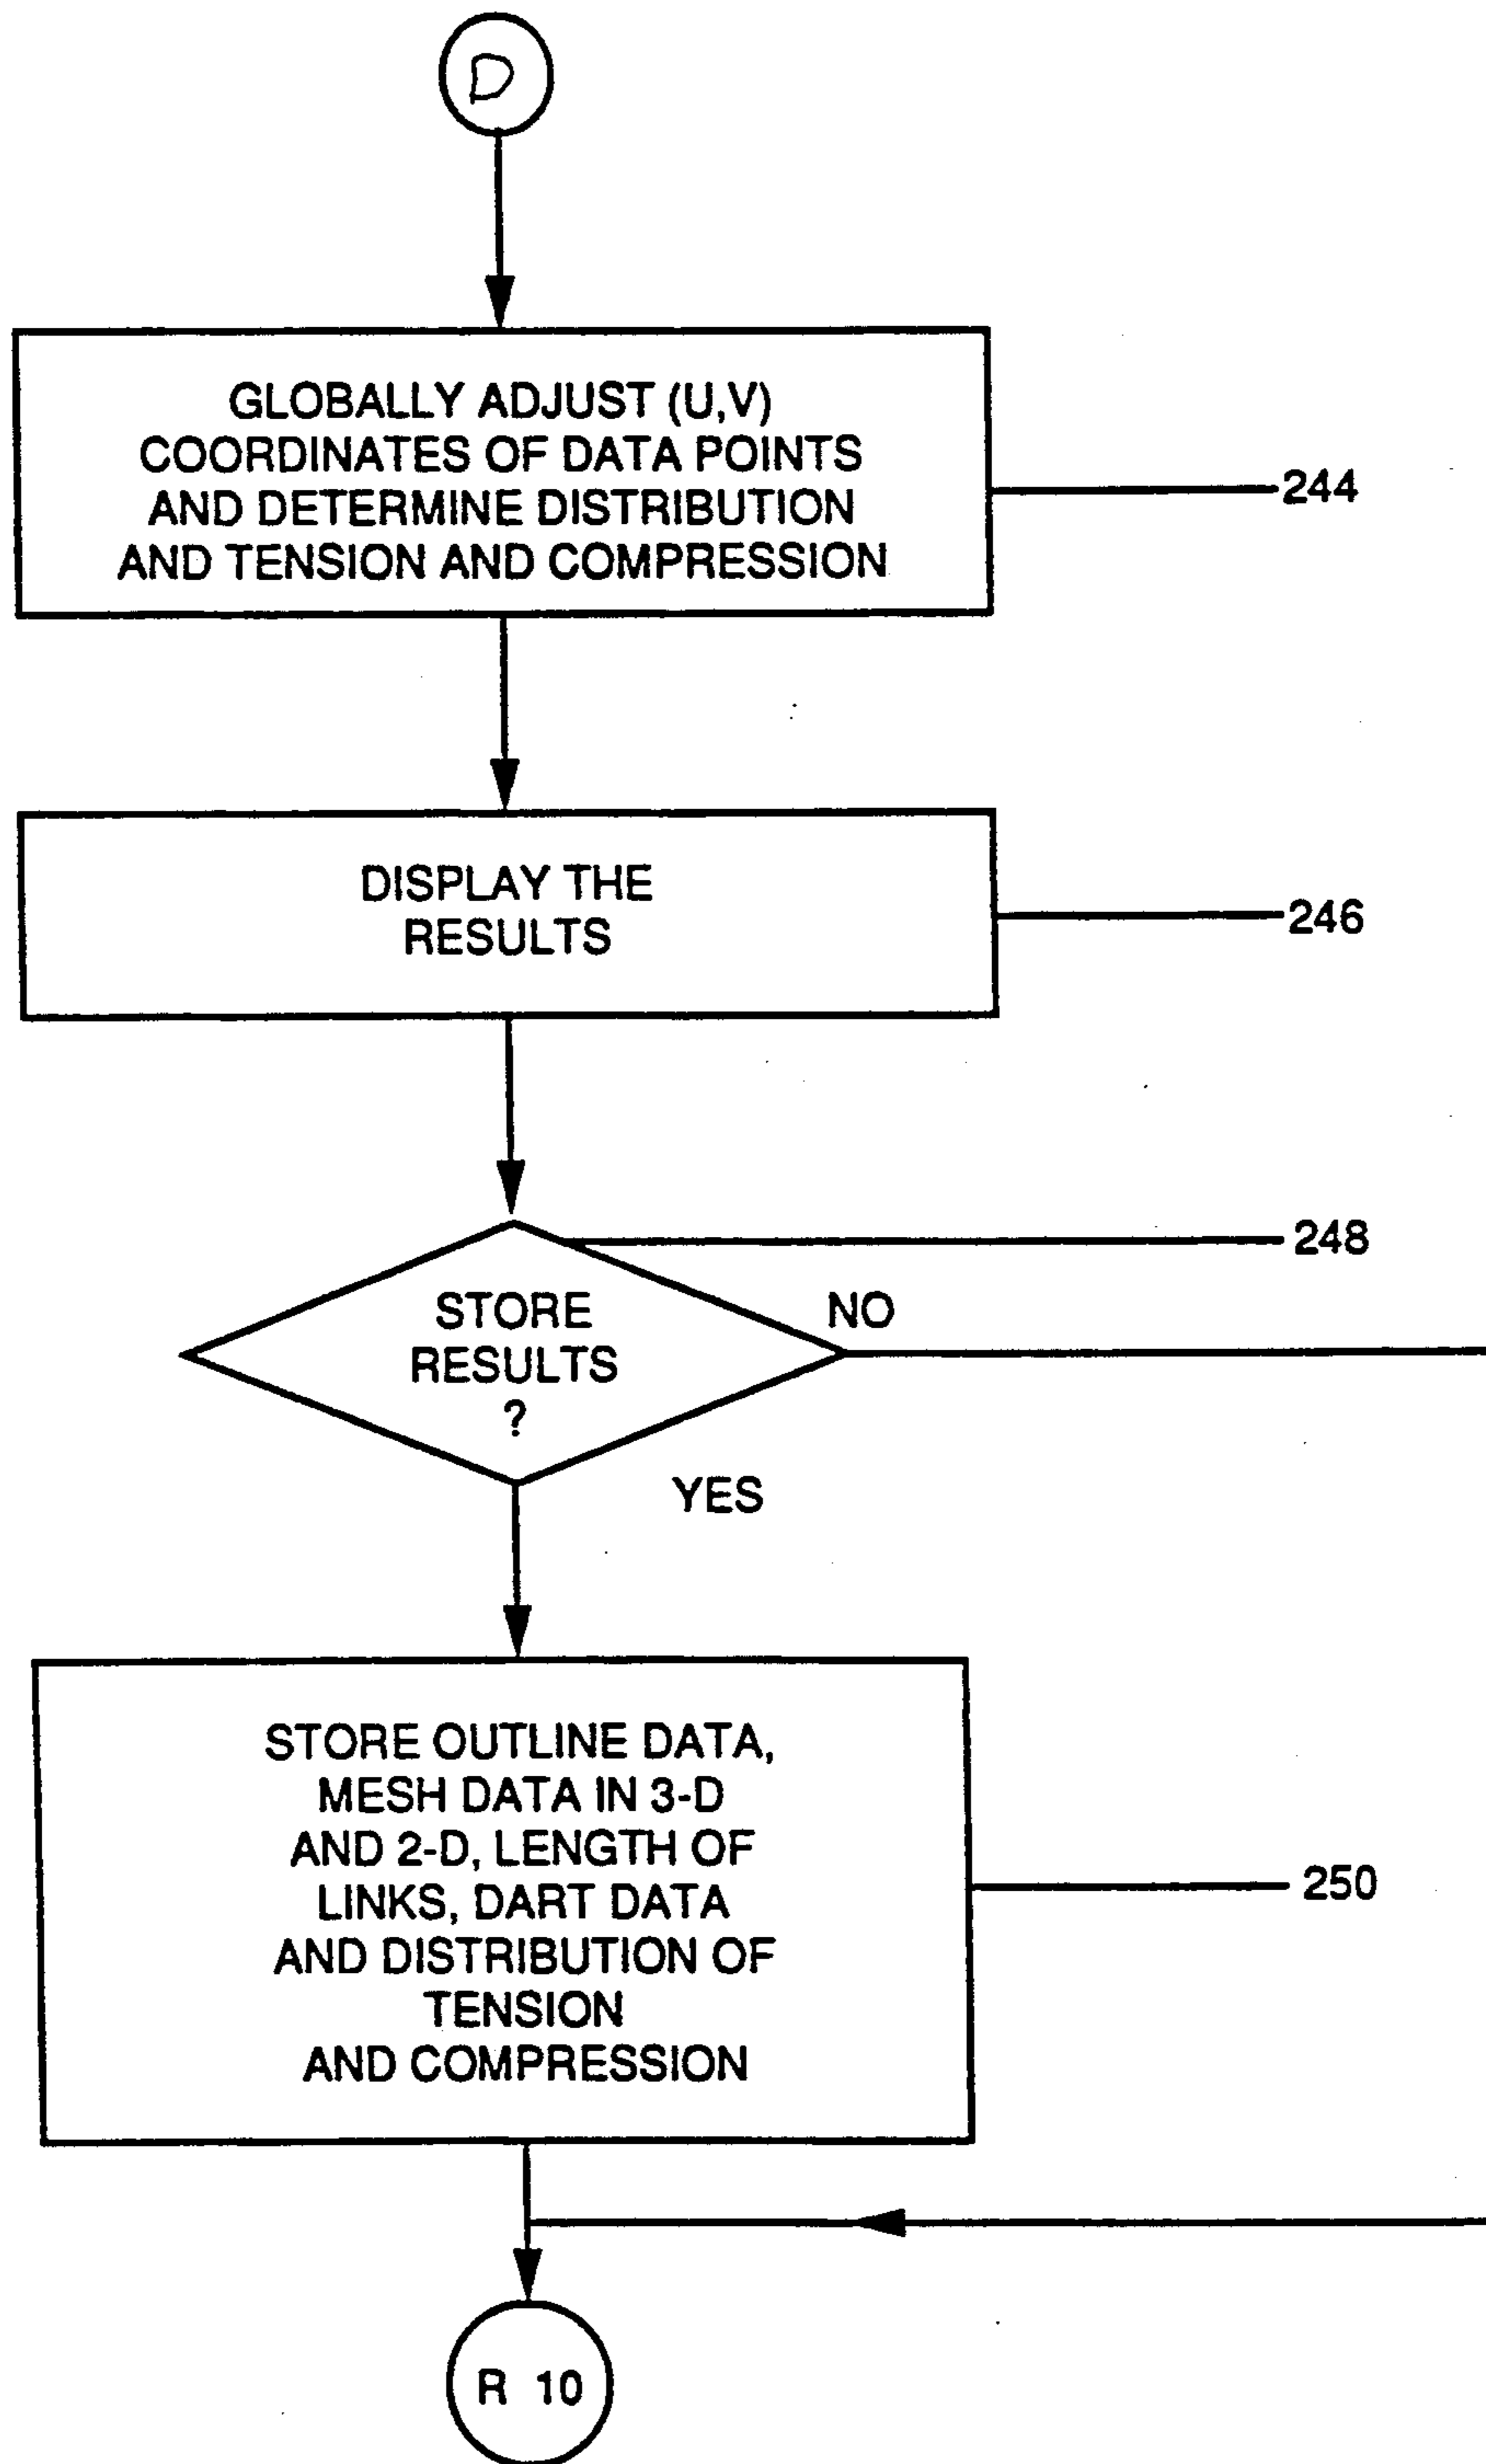 D
GLOBALLY ADJUST (U,V)
COORDINATES OF DATA POINTS
AND DETERMINE DISTRIBUTION
AND TENSION AND COMPRESSION
244
DISPLAY THE
RESULTS
246
248
STORE
RESULTS
?
NO
YES
STORE OUTLINE DATA,
MESH DATA IN 3-D
AND 2-D, LENGTH OF
LINKS, DART DATA
AND DISTRIBUTION OF
TENSION
AND COMPRESSION
250
R 10